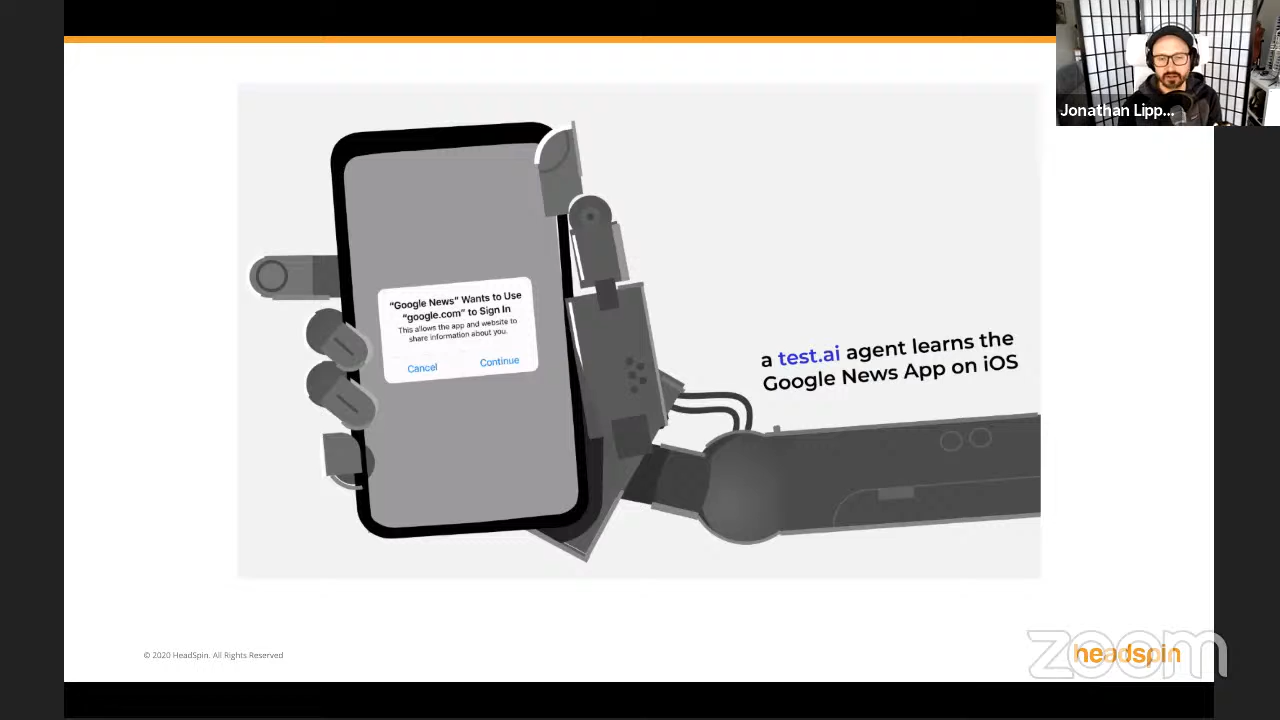 Jonathan Lipp...
“Google News” Wants to Use
“google.com” to Sign In
This allows the app and website to
share information about you.
Cancel
Continue
a test.ai agent learns the
Google News App on iOS
© 2020 HeadSpin. All Rights Reserved
headspin
zoom